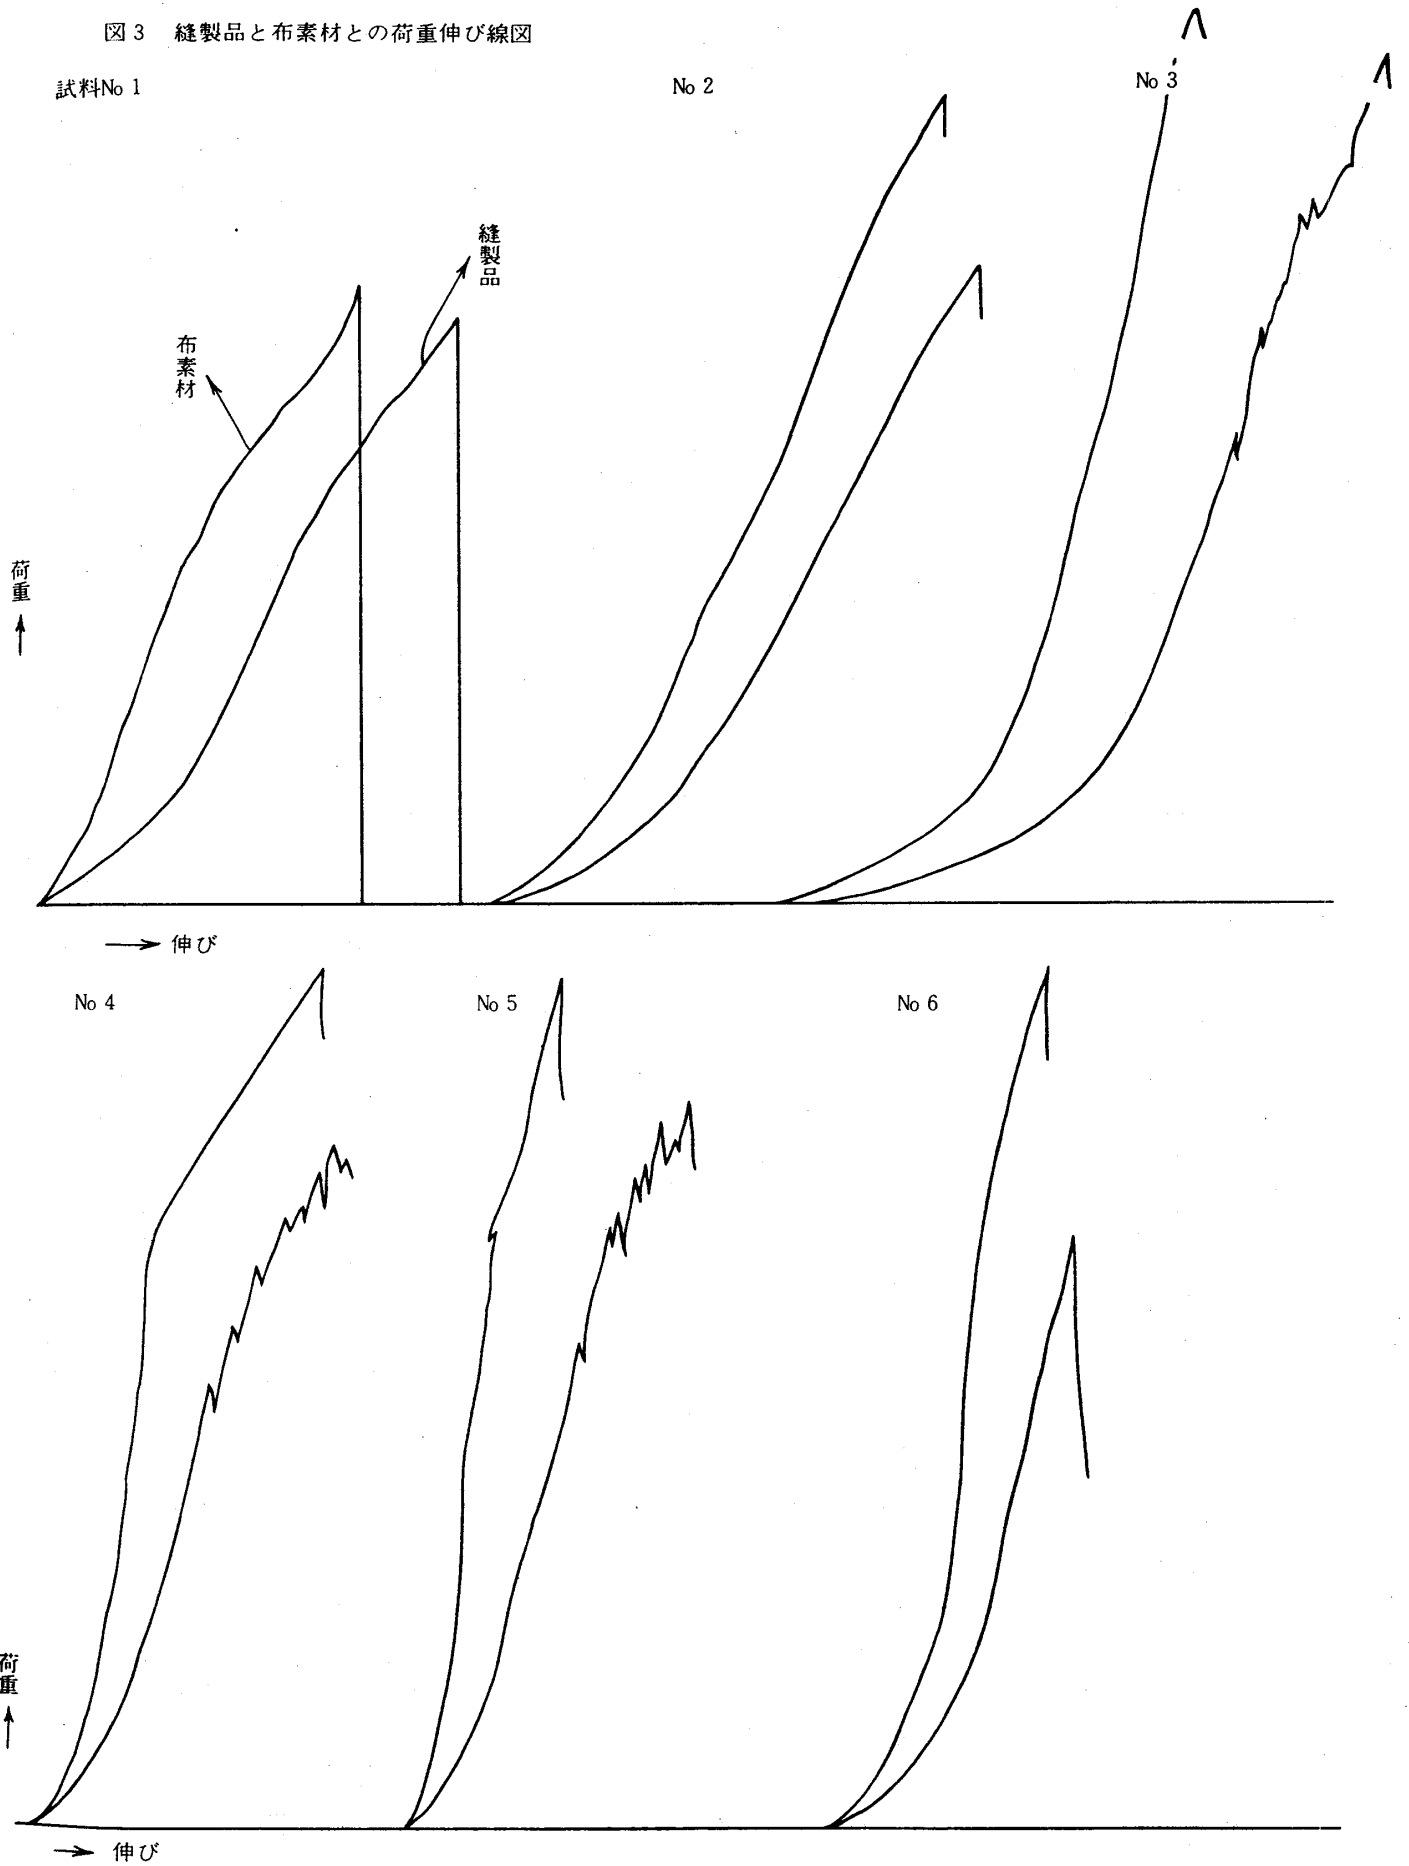 図3 縫製品と布素材との荷重伸び線図
試料No 1
No 2
No 3
縫製品
布素材
荷重
伸び
No 4
No 5
No 6
荷重
伸び